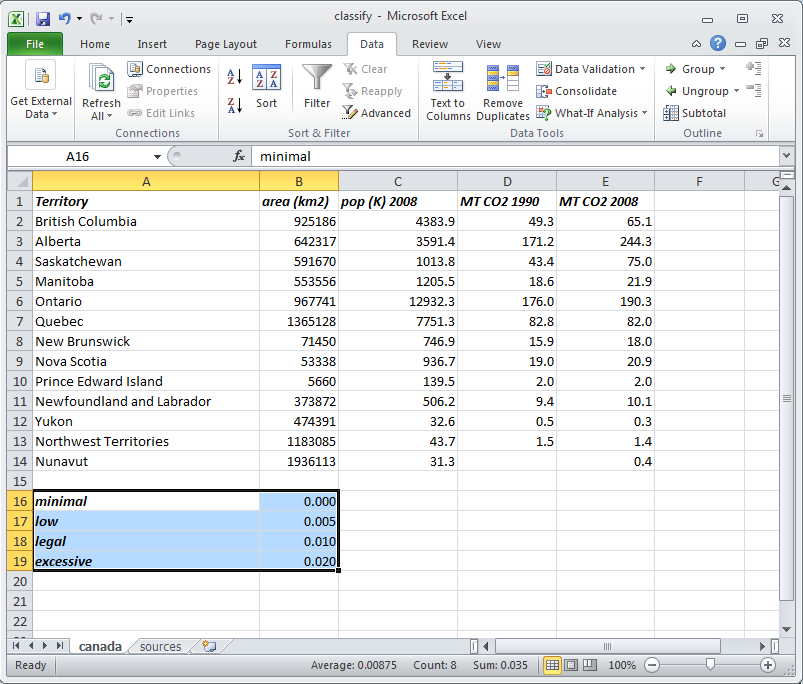 classify - Microsoft Excel
File Home Insert Page Layout Formulas Data Review View
Get External Data
Refresh All
Connections
Properties
Edit Links
Connections
Sort
Filter
Clear
Reapply
Advanced
Sort & Filter
Text to Columns
Remove Duplicates
Data Validation
Consolidate
What-If Analysis
Data Tools
Group
Ungroup
Subtotal
Outline
A16 fx minimal
A B C D E F G
1 Territory area (km2) pop (K) 2008 MT CO2 1990 MT CO2 2008
2 British Columbia 925186 4383.9 49.3 65.1
3 Alberta 642317 3591.4 171.2 244.3
4 Saskatchewan 591670 1013.8 43.4 75.0
5 Manitoba 553556 1205.5 18.6 21.9
6 Ontario 967741 12932.3 176.0 190.3
7 Quebec 1365128 7751.3 82.8 82.0
8 New Brunswick 71450 746.9 15.9 18.0
9 Nova Scotia 53338 936.7 19.0 20.9
10 Prince Edward Island 5660 139.5 2.0 2.0
11 Newfoundland and Labrador 373872 506.2 9.4 10.1
12 Yukon 474391 32.6 0.5 0.3
13 Northwest Territories 1183085 43.7 1.5 1.4
14 Nunavut 1936113 31.3 0.4
15
16 minimal 0.000
17 low 0.005
18 legal 0.010
19 excessive 0.020
20
21
22
canada sources
Ready Average: 0.00875 Count: 8 Sum: 0.035 100%